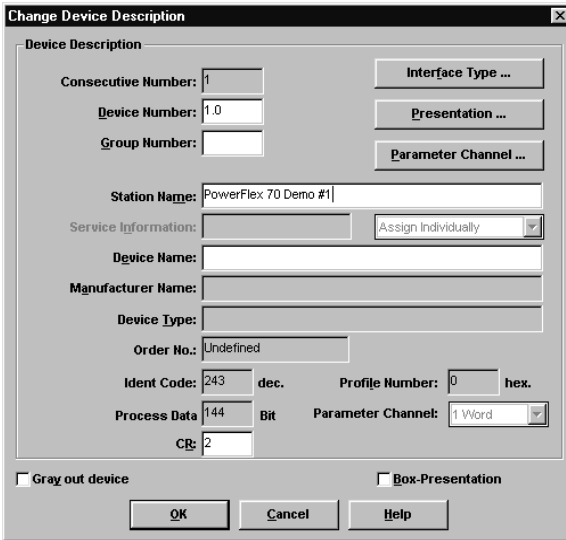 Change Device Description
Device Description
Consecutive Number: 1
Interface Type ...
Device Number: 1.0
Presentation ...
Group Number:
Parameter Channel ...
Station Name: PowerFlex 70 Demo #1
Service Information: Assign Individually
Device Name:
Manufacturer Name:
Device Type:
Order No.: Undefined
Ident Code: 243 dec. Profile Number: 0 hex.
Process Data 144 Bit Parameter Channel: 1 Word
CR: 2
Gray out device Box-Presentation
OK Cancel Help